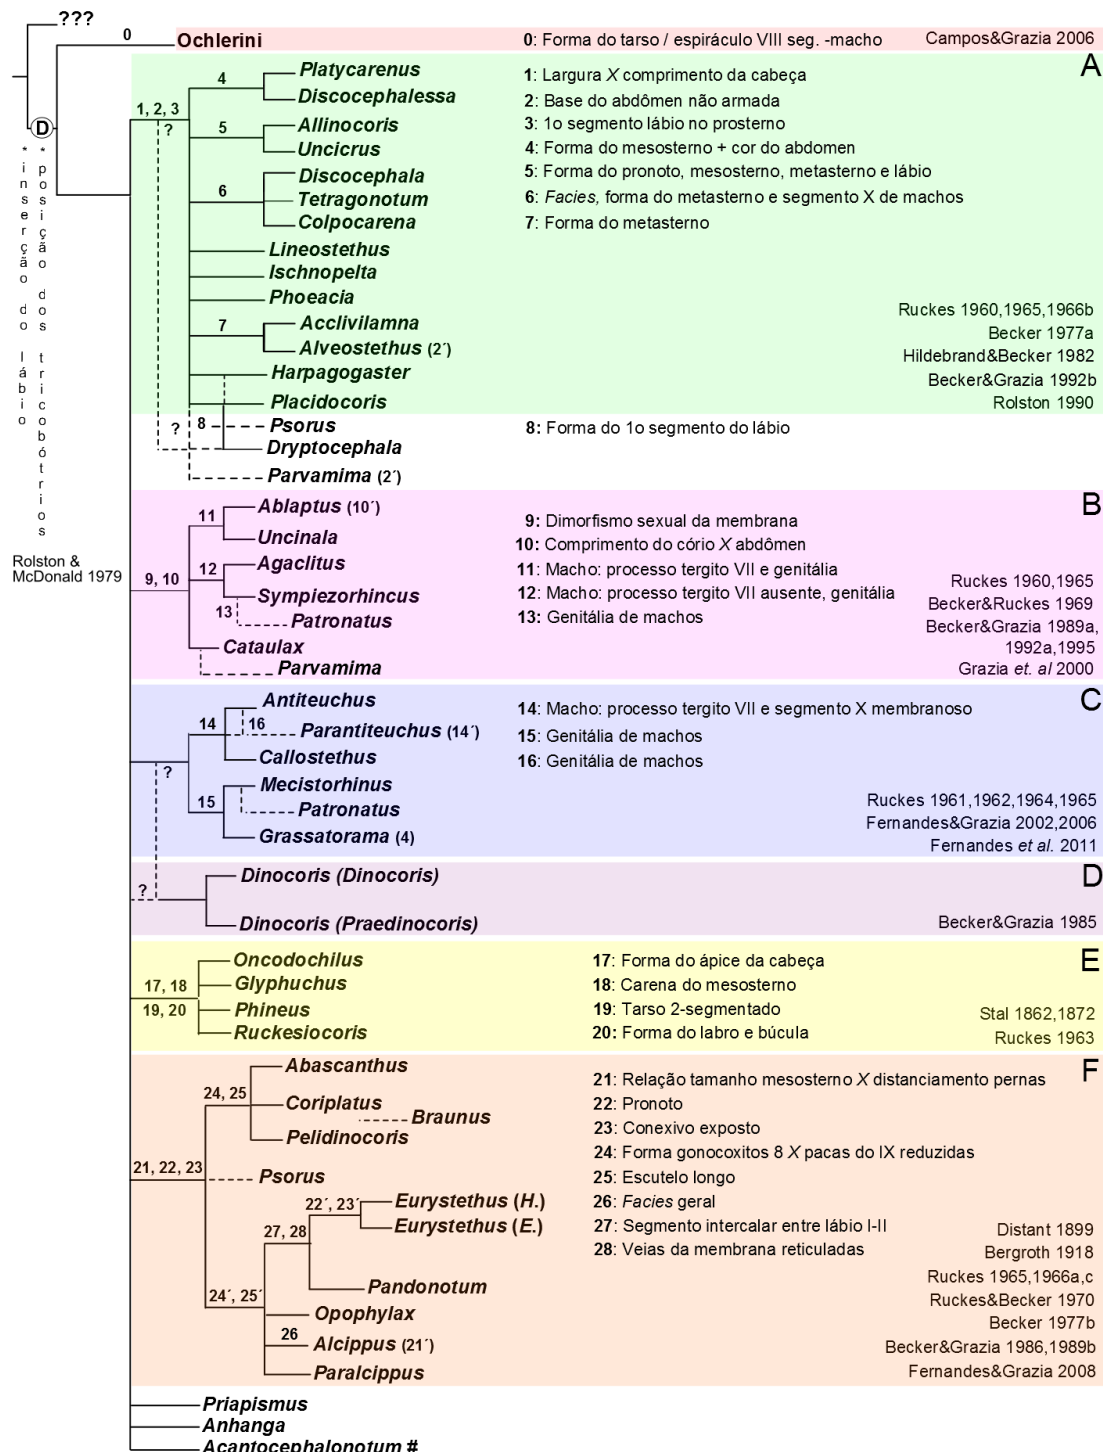 ???
0
Ochlerini
0: Forma do tarso / espiráculo VIII seg. -macho
Campos&Grazia 2006
D
* inserção do lábio
* posição dos tricobótrios
Rolston &
McDonald 1979
A
1, 2, 3
?
4
Platycarenus
Discocephalessa
5
Allinocoris
Uncicrus
6
Discocephala
Tetragonotum
Colpocarena
Lineostethus
Ischnopelta
Phoeacia
7
Acclivilamna
Alveostethus (2´)
Harpagogaster
Placidocoris
? 8
Psorus
Dryptocephala
Parvamima (2´)
1: Largura X comprimento da cabeça
2: Base do abdômen não armada
3: 1o segmento lábio no prosterno
4: Forma do mesosterno + cor do abdomen
5: Forma do pronoto, mesosterno, metasterno e lábio
6: Facies, forma do metasterno e segmento X de machos
7: Forma do metasterno
Ruckes 1960,1965,1966b
Becker 1977a
Hildebrand&Becker 1982
Becker&Grazia 1992b
Rolston 1990
8: Forma do 1o segmento do lábio
B
9, 10
11
Ablaptus (10´)
Uncinala
12
Agaclitus
Sympiezorhincus
13
Patronatus
Cataulax
Parvamima
9: Dimorfismo sexual da membrana
10: Comprimento do cório X abdômen
11: Macho: processo tergito VII e genitália
12: Macho: processo tergito VII ausente, genitália
13: Genitália de machos
Ruckes 1960,1965
Becker&Ruckes 1969
Becker&Grazia 1989a,
1992a,1995
Grazia et. al 2000
C
?
14
Antiteuchus
16
Parantiteuchus (14´)
Callostethus
15
Mecistorhinus
Patronatus
Grassatorama (4)
14: Macho: processo tergito VII e segmento X membranoso
15: Genitália de machos
16: Genitália de machos
Ruckes 1961,1962,1964,1965
Fernandes&Grazia 2002,2006
Fernandes et al. 2011
D
?
Dinocoris (Dinocoris)
Dinocoris (Praedinocoris)
Becker&Grazia 1985
E
17, 18
19, 20
Oncodochilus
Glyphuchus
Phineus
Ruckesiocoris
17: Forma do ápice da cabeça
18: Carena do mesosterno
19: Tarso 2-segmentado
20: Forma do labro e búcula
Stal 1862,1872
Ruckes 1963
F
21, 22, 23
24, 25
Abascanthus
Coriplatus
Braunus
Pelidinocoris
Psorus
24´, 25´
27, 28
22´, 23´
Eurystethus (H.)
Eurystethus (E.)
Pandonotum
Opophylax
26
Alcippus (21´)
Paralcippus
21: Relação tamanho mesosterno X distanciamento pernas
22: Pronoto
23: Conexivo exposto
24: Forma gonocoxitos 8 X pacas do IX reduzidas
25: Escutelo longo
26: Facies geral
27: Segmento intercalar entre lábio I-II
28: Veias da membrana reticuladas
Distant 1899
Bergroth 1918
Ruckes 1965,1966a,c
Ruckes&Becker 1970
Becker 1977b
Becker&Grazia 1986,1989b
Fernandes&Grazia 2008
Priapismus
Anhanga
Acantocephalonotum #